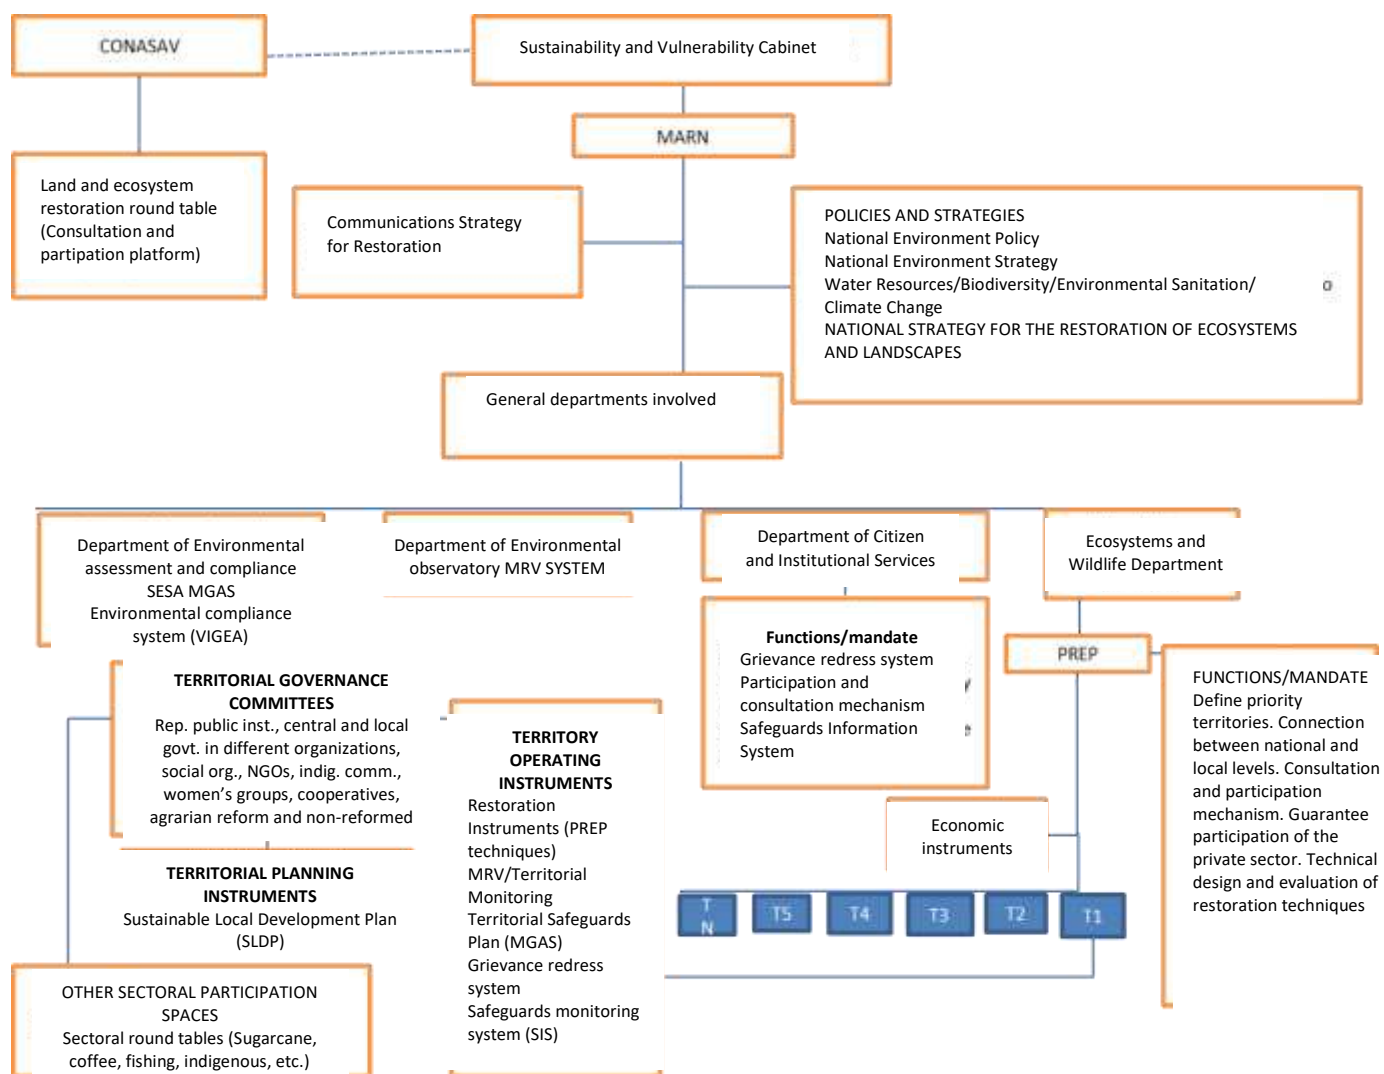 CONASAV
Sustainability and Vulnerability Cabinet
MARN
Land and ecosystem
restoration round table
(Consultation and
partipation platform)
Communications Strategy
for Restoration
POLICIES AND STRATEGIES
National Environment Policy
National Environment Strategy
Water Resources/Biodiversity/Environmental Sanitation/
Climate Change
NATIONAL STRATEGY FOR THE RESTORATION OF ECOSYSTEMS
AND LANDSCAPES
General departments involved
Department of Environmental
assessment and compliance
SESA MGAS
Environmental compliance
system (VIGEA)
Department of Environmental
observatory MRV SYSTEM
Department of Citizen
and Institutional Services
Ecosystems and
Wildlife Department
Functions/mandate
Grievance redress system
Participation and
consultation mechanism
Safeguards Information
System
PREP
FUNCTIONS/MANDATE
Define priority
territories. Connection
between national and
local levels. Consultation
and participation
mechanism. Guarantee
participation of the
private sector. Technical
design and evaluation of
restoration techniques
TERRITORIAL GOVERNANCE
COMMITTEES
Rep. public inst., central and local
govt. in different organizations,
social org., NGOs, indig. comm.,
women's groups, cooperatives,
agrarian reform and non-reformed
TERRITORIAL PLANNING
INSTRUMENTS
Sustainable Local Development Plan
(SLDP)
OTHER SECTORAL PARTICIPATION
SPACES
Sectoral round tables (Sugarcane,
coffee, fishing, indigenous, etc.)
TERRITORY
OPERATING
INSTRUMENTS
Restoration
Instruments (PREP
techniques)
MRV/Territorial
Monitoring
Territorial Safeguards
Plan (MGAS)
Grievance redress
system
Safeguards monitoring
system (SIS)
Economic
instruments
T
N
T5
T4
T3
T2
T1